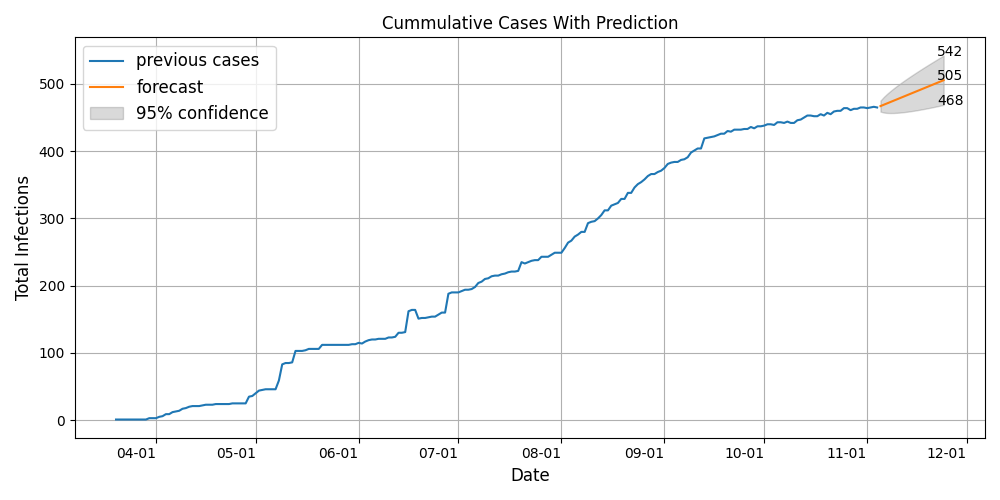 Cummulative Cases With Prediction
previous cases
forecast
95% confidence
542
505
468
Total Infections
500
400
300
200
100
0
04-01 05-01 06-01 07-01 08-01 09-01 10-01 11-01 12-01
Date